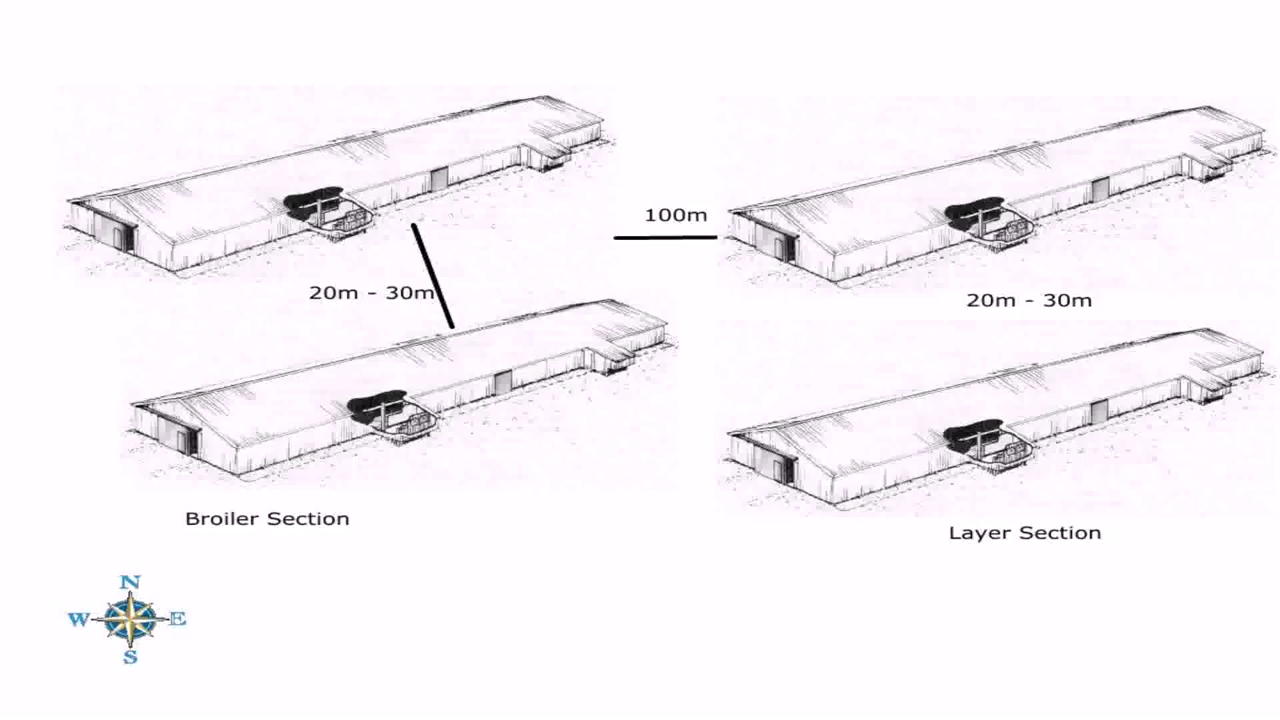 100m
20m - 30m
20m - 30m
Broiler Section
Layer Section
N
W E
S